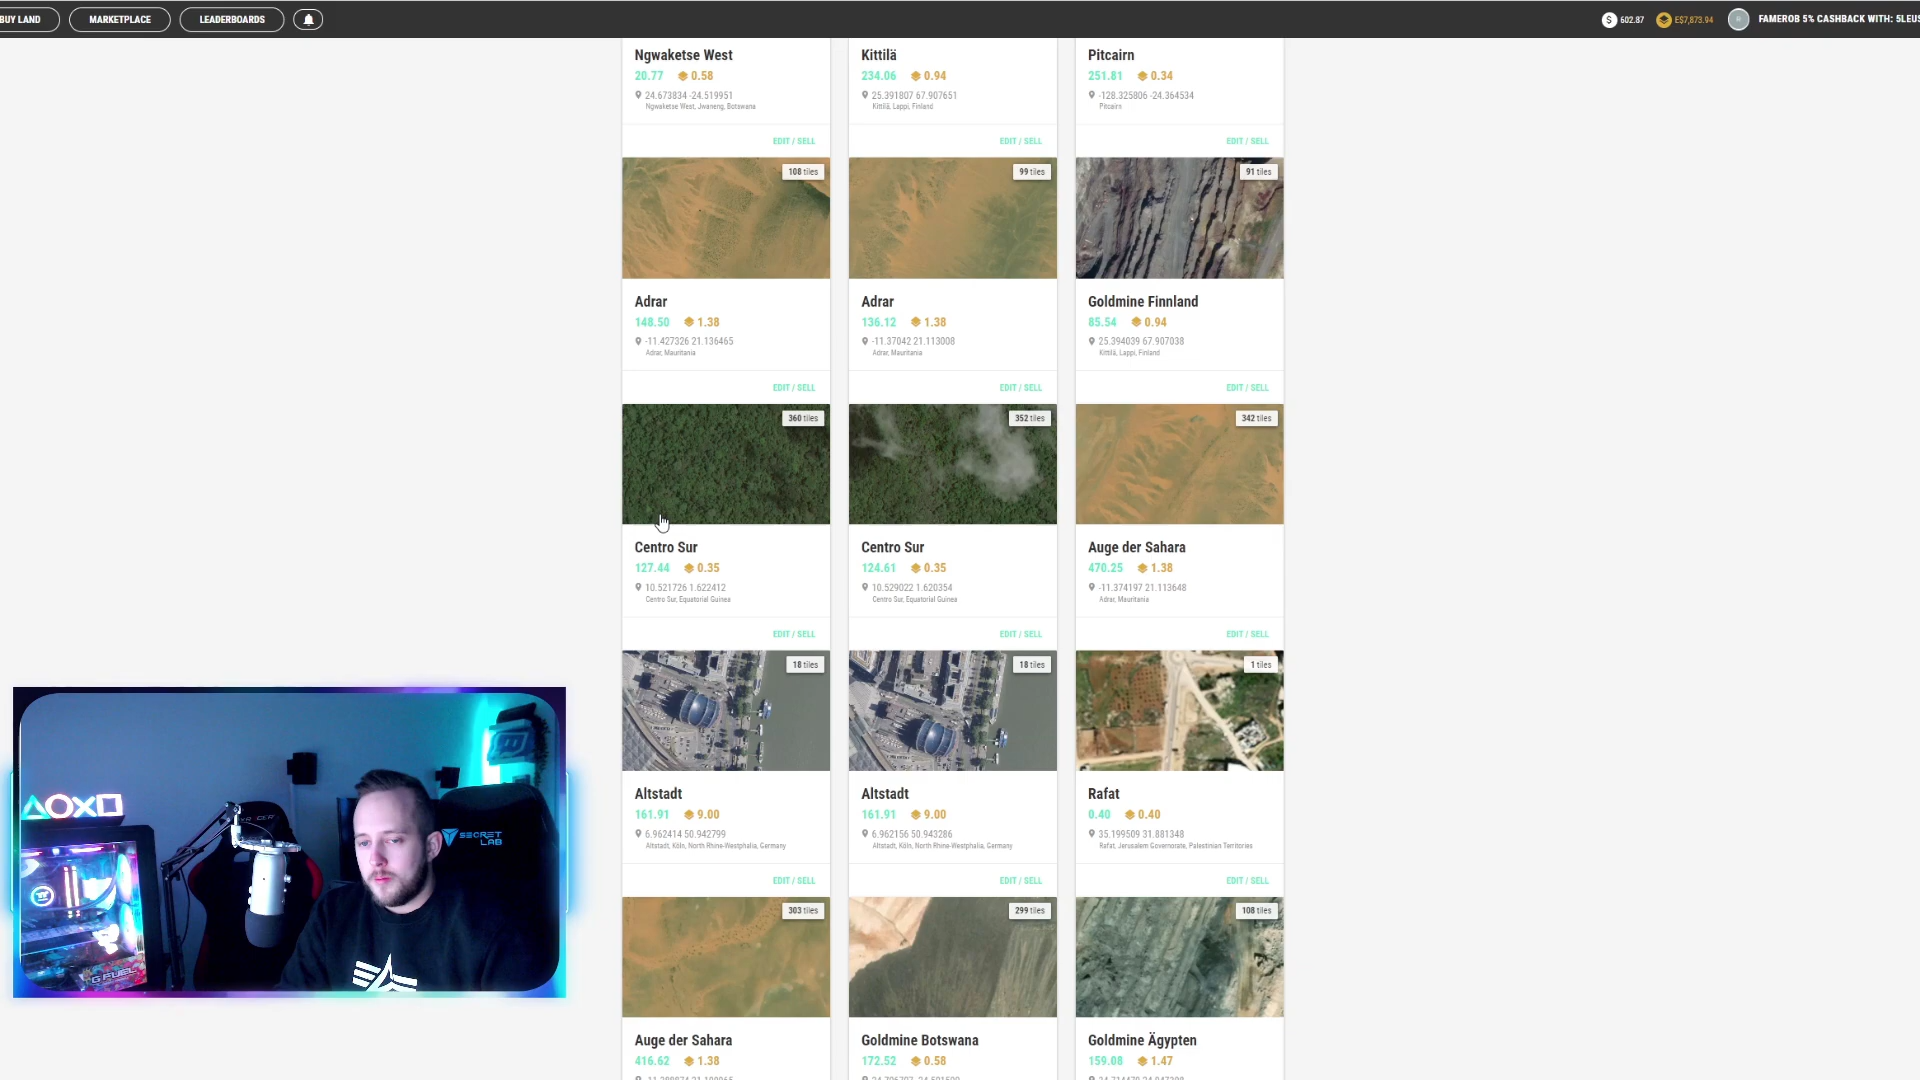 BUY LAND
MARKETPLACE
LEADERBOARDS
602.87
E$7,873.94
FAMEROB 5% CASHBACK WITH: 5LEUS
Ngwaketse West
20.77 0.58
24.673834 -24.519951
Ngwaketse West, Jwaneng, Botswana
EDIT / SELL
Kittilä
234.06 0.94
25.391807 67.907651
Kittilä, Lappi, Finland
EDIT / SELL
Pitcairn
251.81 0.34
-128.325806 -24.364534
Pitcairn
EDIT / SELL
108 tiles
Adrar
148.50 1.38
-11.427326 21.136465
Adrar, Mauritania
EDIT / SELL
99 tiles
Adrar
136.12 1.38
-11.37042 21.113008
Adrar, Mauritania
EDIT / SELL
91 tiles
Goldmine Finnland
85.54 0.94
25.394039 67.907038
Kittilä, Lappi, Finland
EDIT / SELL
360 tiles
Centro Sur
127.44 0.35
10.521726 1.622412
Centro Sur, Equatorial Guinea
EDIT / SELL
352 tiles
Centro Sur
124.61 0.35
10.529022 1.620354
Centro Sur, Equatorial Guinea
EDIT / SELL
342 tiles
Auge der Sahara
470.25 1.38
-11.374197 21.113648
Adrar, Mauritania
EDIT / SELL
18 tiles
Altstadt
161.91 9.00
6.962414 50.942799
Altstadt, Köln, North Rhine-Westphalia, Germany
EDIT / SELL
18 tiles
Altstadt
161.91 9.00
6.962156 50.943286
Altstadt, Köln, North Rhine-Westphalia, Germany
EDIT / SELL
1 tiles
Rafat
0.40 0.40
35.199509 31.881348
Rafat, Jerusalem Governorate, Palestinian Territories
EDIT / SELL
303 tiles
Auge der Sahara
416.62 1.38
299 tiles
Goldmine Botswana
172.52 0.58
108 tiles
Goldmine Ägypten
159.08 1.47
SECRET
LAB
G FUEL